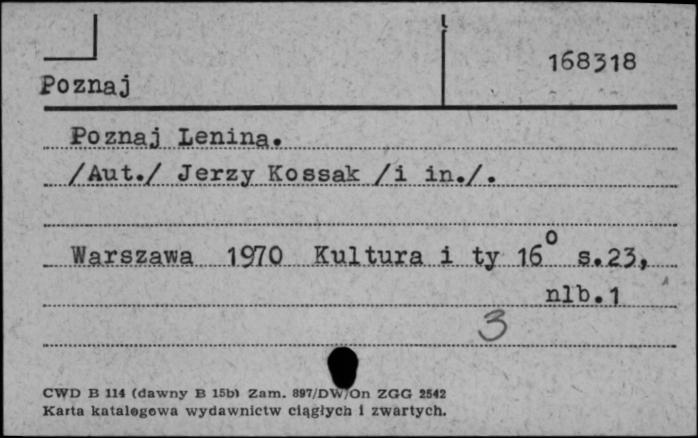 168318
Poznaj
Poznaj Lenina.
/Aut./ Jerzy Kossak /i in./.
Warszawa 1970 Kultura i ty 16° s.23,
nlb.1
3
CWD B 114 (dawny B 15b) Zam. 897/DW/On ZGG 2542
Karta katalogowa wydawnictw ciągłych i zwartych.